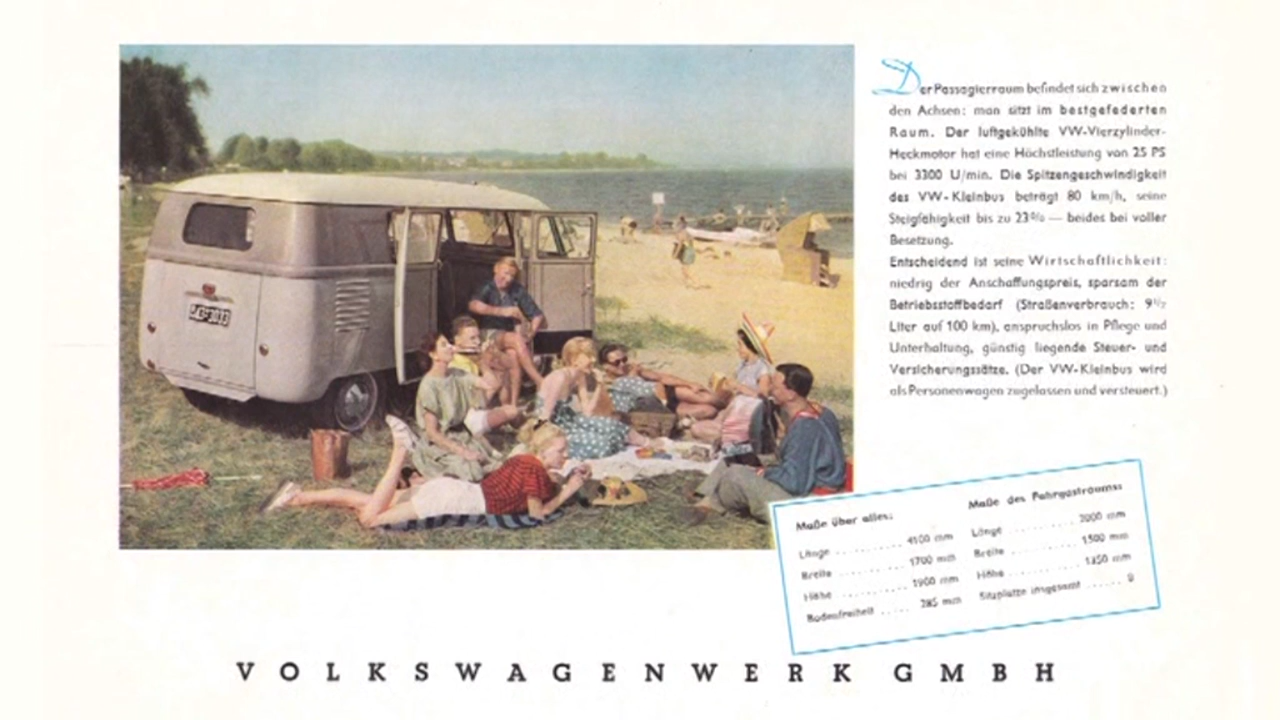 Der Passagierraum befindet sich zwischen
den Achsen: man sitzt im bestgefederten
Raum. Der luftgekühlte VW-Vierzylinder-
Heckmotor hat eine Höchstleistung von 25 PS
bei 3300 U/min. Die Spitzengeschwindigkeit
des VW-Kleinbus beträgt 80 km/h, seine
Steigfähigkeit bis zu 23% — beides bei voller
Besetzung.
Entscheidend ist seine Wirtschaftlichkeit:
niedrig der Anschaffungspreis, sparsam der
Betriebsstoffbedarf (Straßenverbrauch: 9½
Liter auf 100 km), anspruchslos in Pflege und
Unterhaltung, günstig liegende Steuer- und
Versicherungssätze. (Der VW-Kleinbus wird
als Personenwagen zugelassen und versteuert.)
Maße über alles:
Länge .......... 4100 mm
Breite .......... 1700 mm
Höhe .......... 1900 mm
Bodenfreiheit ..... 285 mm
Maße des Fahrgastraums:
Länge .......... 2000 mm
Breite .......... 1500 mm
Höhe .......... 1350 mm
Sitzplätze insgesamt ......
VOLKSWAGENWERK GMBH